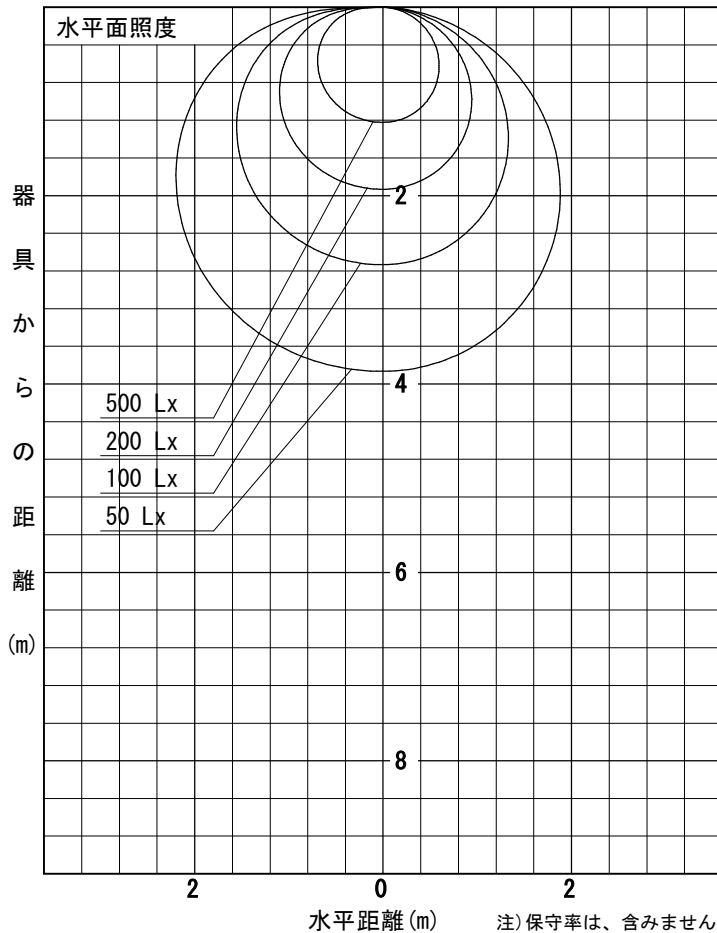 水平面照度
器具からの距離(m)
2
4
6
8
500 Lx
200 Lx
100 Lx
50 Lx
2 0 2
水平距離(m)
注)保守率は、含みません